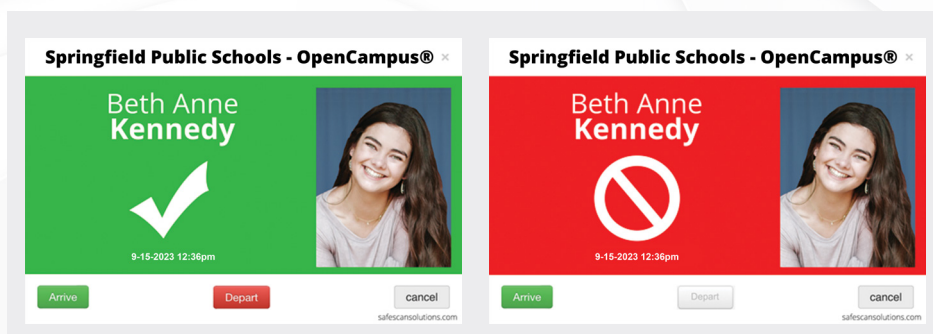 Springfield Public Schools - OpenCampus® ×
Beth Anne
Kennedy
9-15-2023 12:36pm
Arrive
Depart
cancel
safescansolutions.com
Springfield Public Schools - OpenCampus® ×
Beth Anne
Kennedy
9-15-2023 12:36pm
Arrive
Depart
cancel
safescansolutions.com